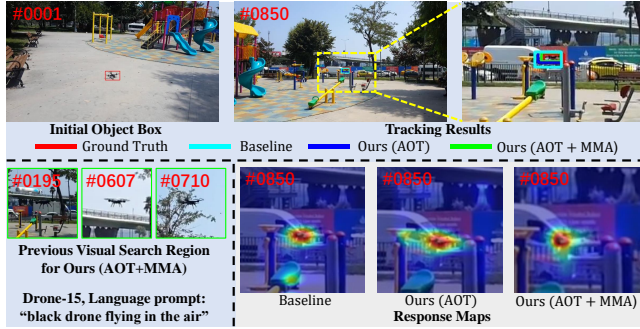 #0001
#0850
Initial Object Box
Tracking Results
Ground Truth
Baseline
Ours (AOT)
Ours (AOT + MMA)
#0195
#0607
#0710
Previous Visual Search Region
for Ours (AOT+MMA)
Drone-15, Language prompt:
“black drone flying in the air”
#0850
#0850
#0850
Baseline
Ours (AOT)
Ours (AOT + MMA)
Response Maps